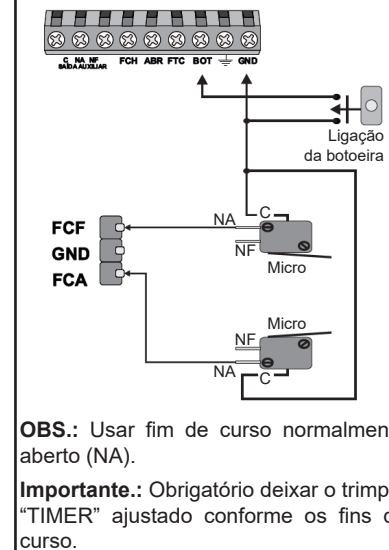 C NA NF FCH ABR FTC BOT GND
SAÍDA AUXILIAR
Ligação
da botoeira
NA C
NF
Micro
FCF
GND
FCA
Micro
NF
NA C
OBS.: Usar fim de curso normalmen
aberto (NA).
Importante.: Obrigatório deixar o trimp
“TIMER” ajustado conforme os fins d
curso.